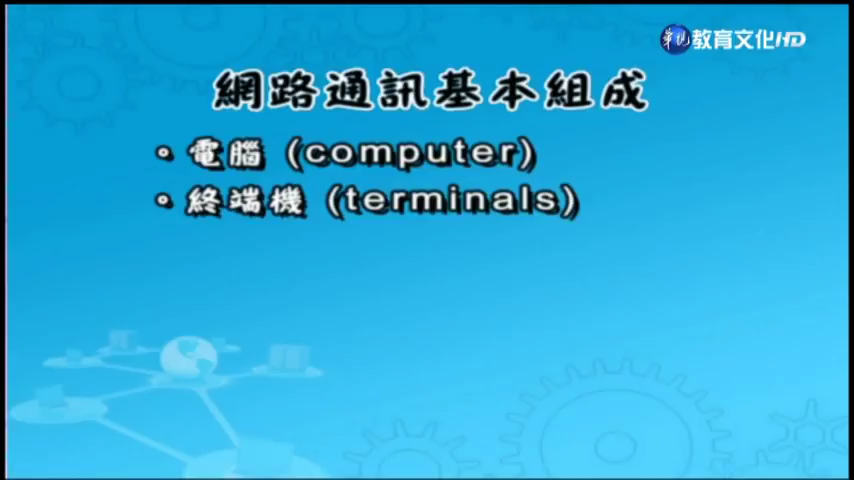 華視 教育文化HD
網路通訊基本組成
• 電腦 (computer)
• 終端機 (terminals)